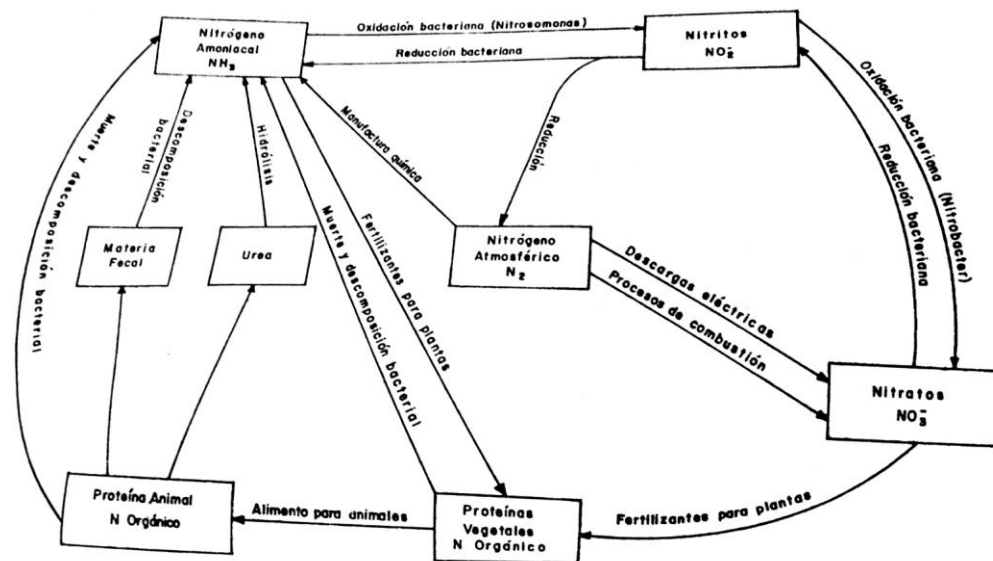 Nitrógeno
Amoniacal
NH₃
Oxidación bacteriana (Nitrosomonas)
Reducción bacteriana
Nitritos
NO₂⁻
Oxidación bacteriana (Nitrobacter)
Reducción bacteriana
Reducción
Manufactura química
Muerte y descomposición bacterial
Descomposición
bacterial
Hidrólisis
Materia
Fecal
Urea
Fertilizantes para plantas
Muerte y descomposición bacterial
Nitrógeno
Atmosférico
N₂
Descargas eléctricas
Procesos de combustión
Nitratos
NO₃⁻
Proteína Animal
N Orgánico
Alimento para animales
Proteínas
Vegetales
N Orgánico
Fertilizantes para plantas